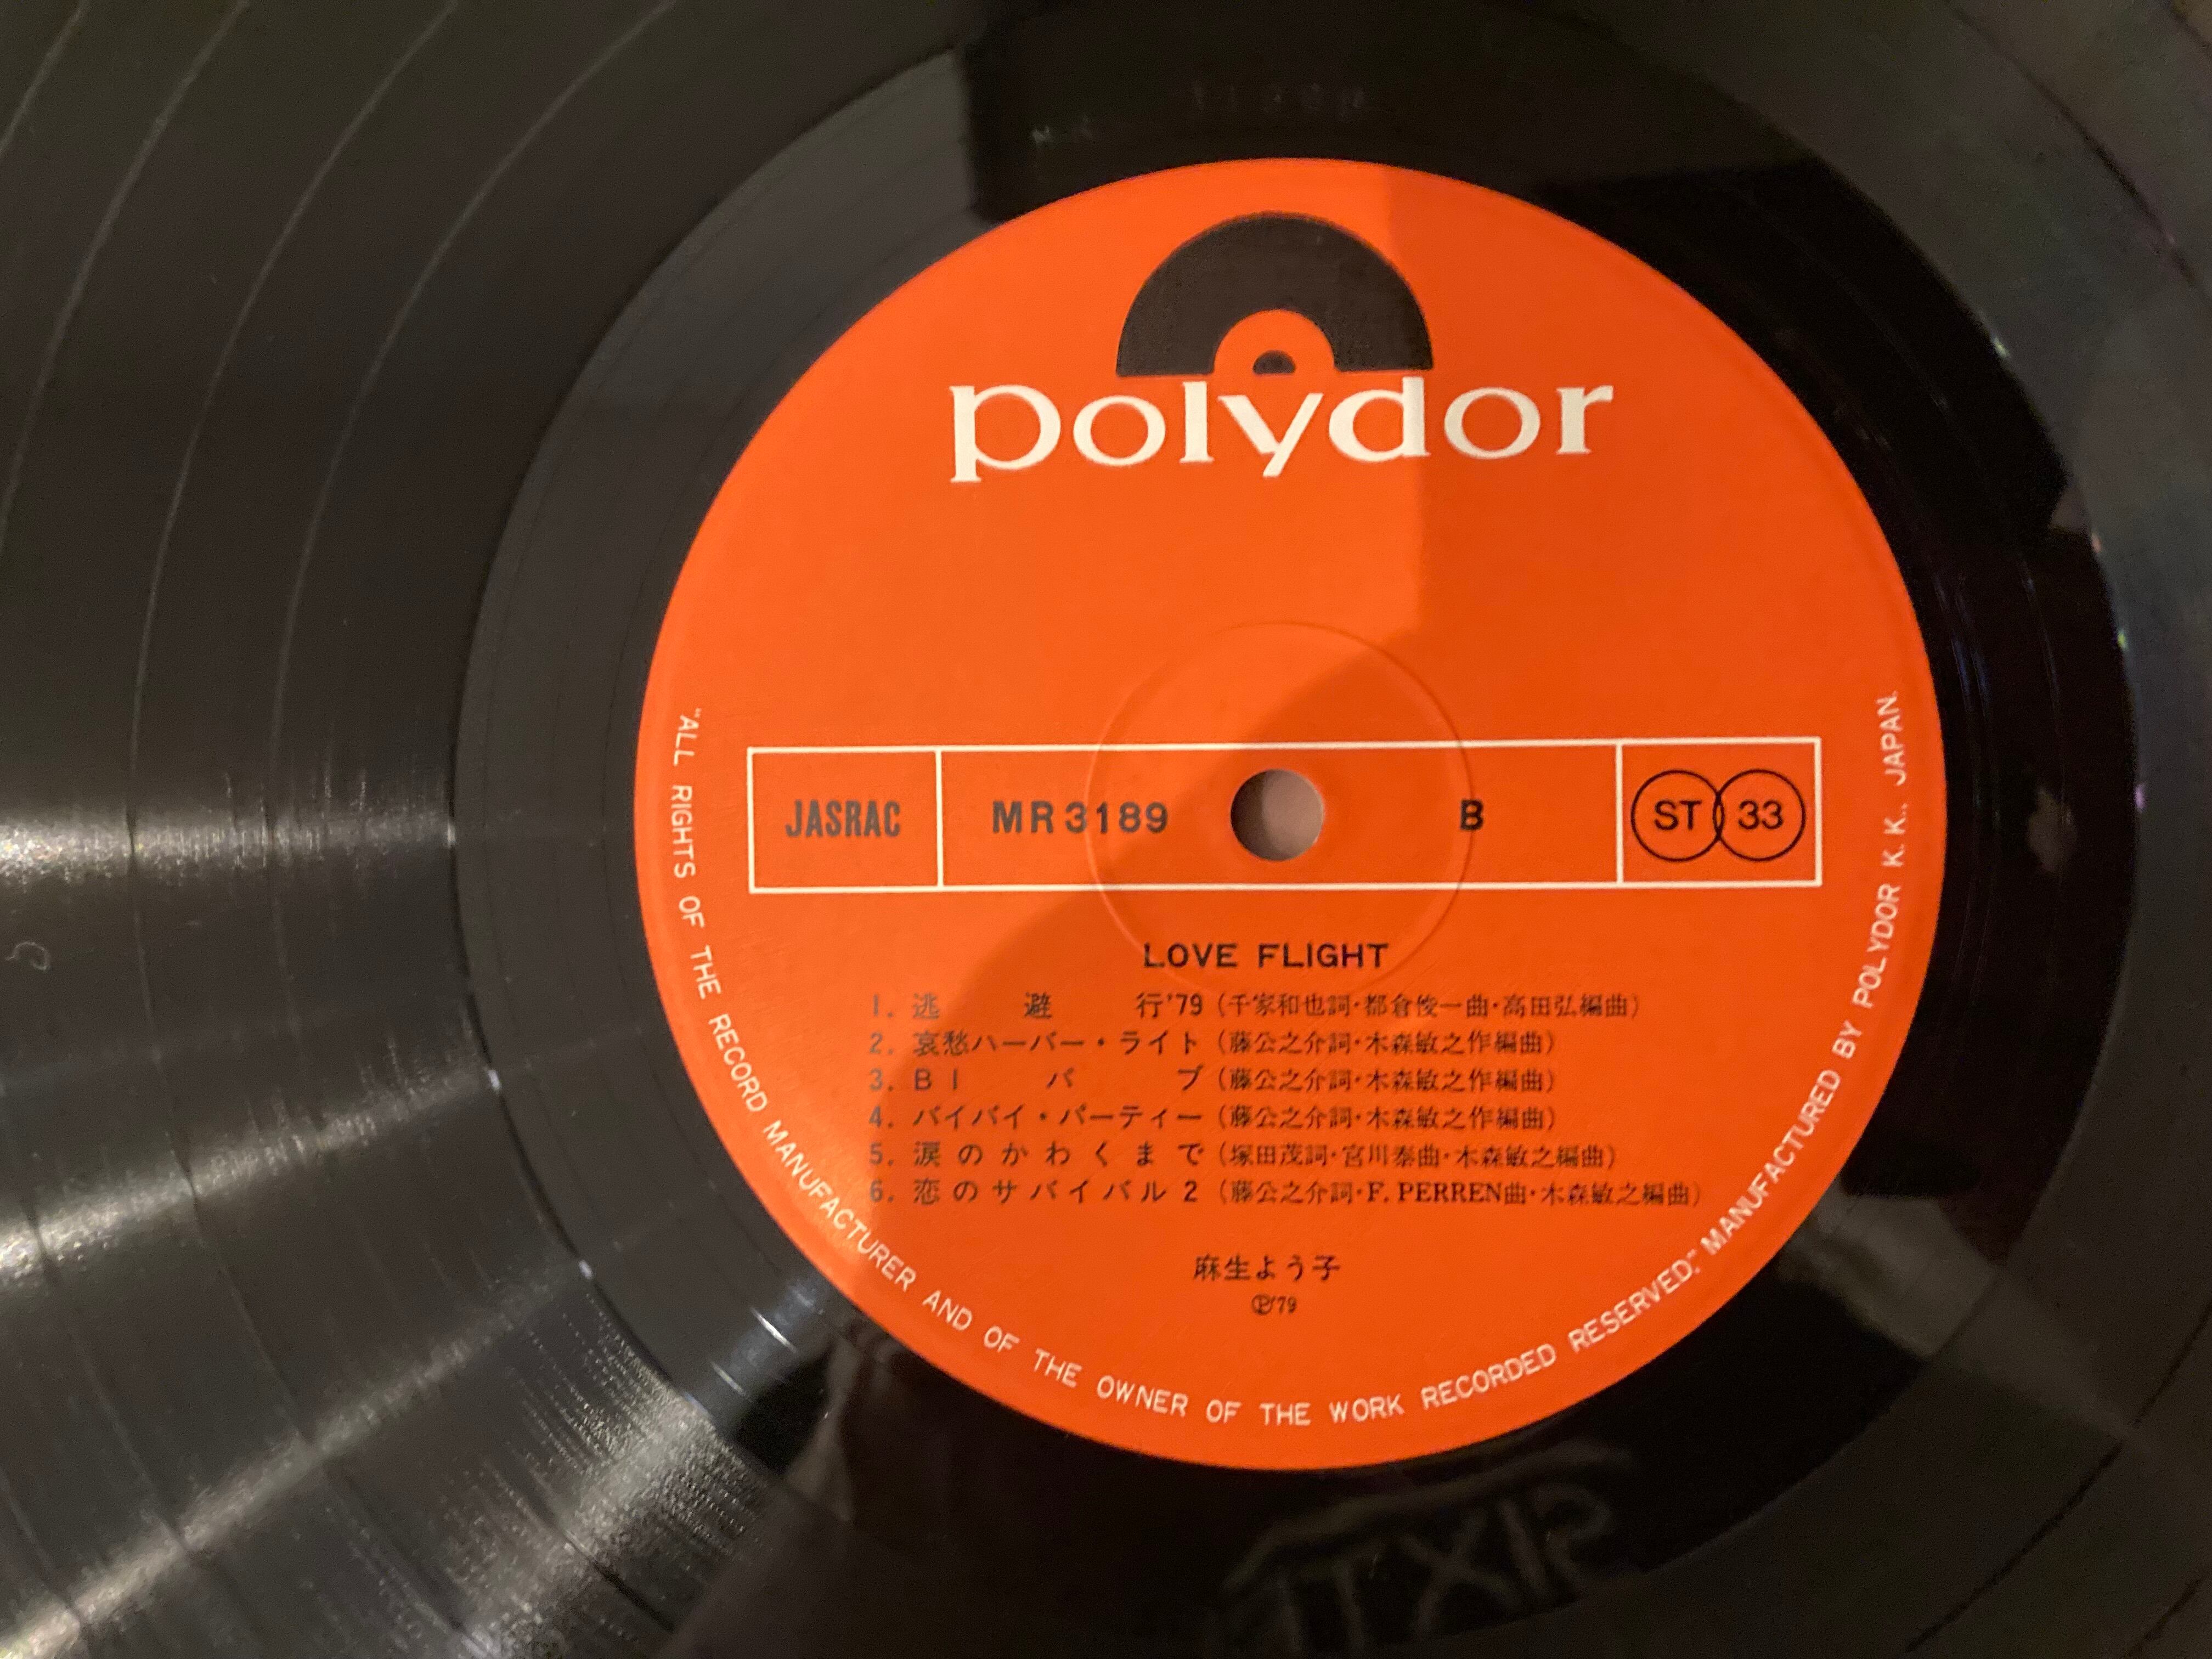 polydor
JASRAC MR 3189 B ST 33
LOVE FLIGHT
1. 逃避行'79 (千家和也詞・都倉俊一曲・高田弘編曲)
2. 哀愁ハーバー・ライト (藤公之介詞・木森敏之作編曲)
3. BIバブ (藤公之介詞・木森敏之作編曲)
4. バイバイ・パーティー (藤公之介詞・木森敏之作編曲)
5. 涙のかわくまで (塚田茂詞・宮川泰曲・木森敏之編曲)
6. 恋のサバイバル2 (藤公之介詞・F. PERREN曲・木森敏之編曲)
麻生よう子
Ⓟ'79
"ALL RIGHTS OF THE RECORD MANUFACTURER AND OF THE OWNER OF THE WORK RECORDED RESERVED." MANUFACTURED BY POLYDOR K. K., JAPAN.